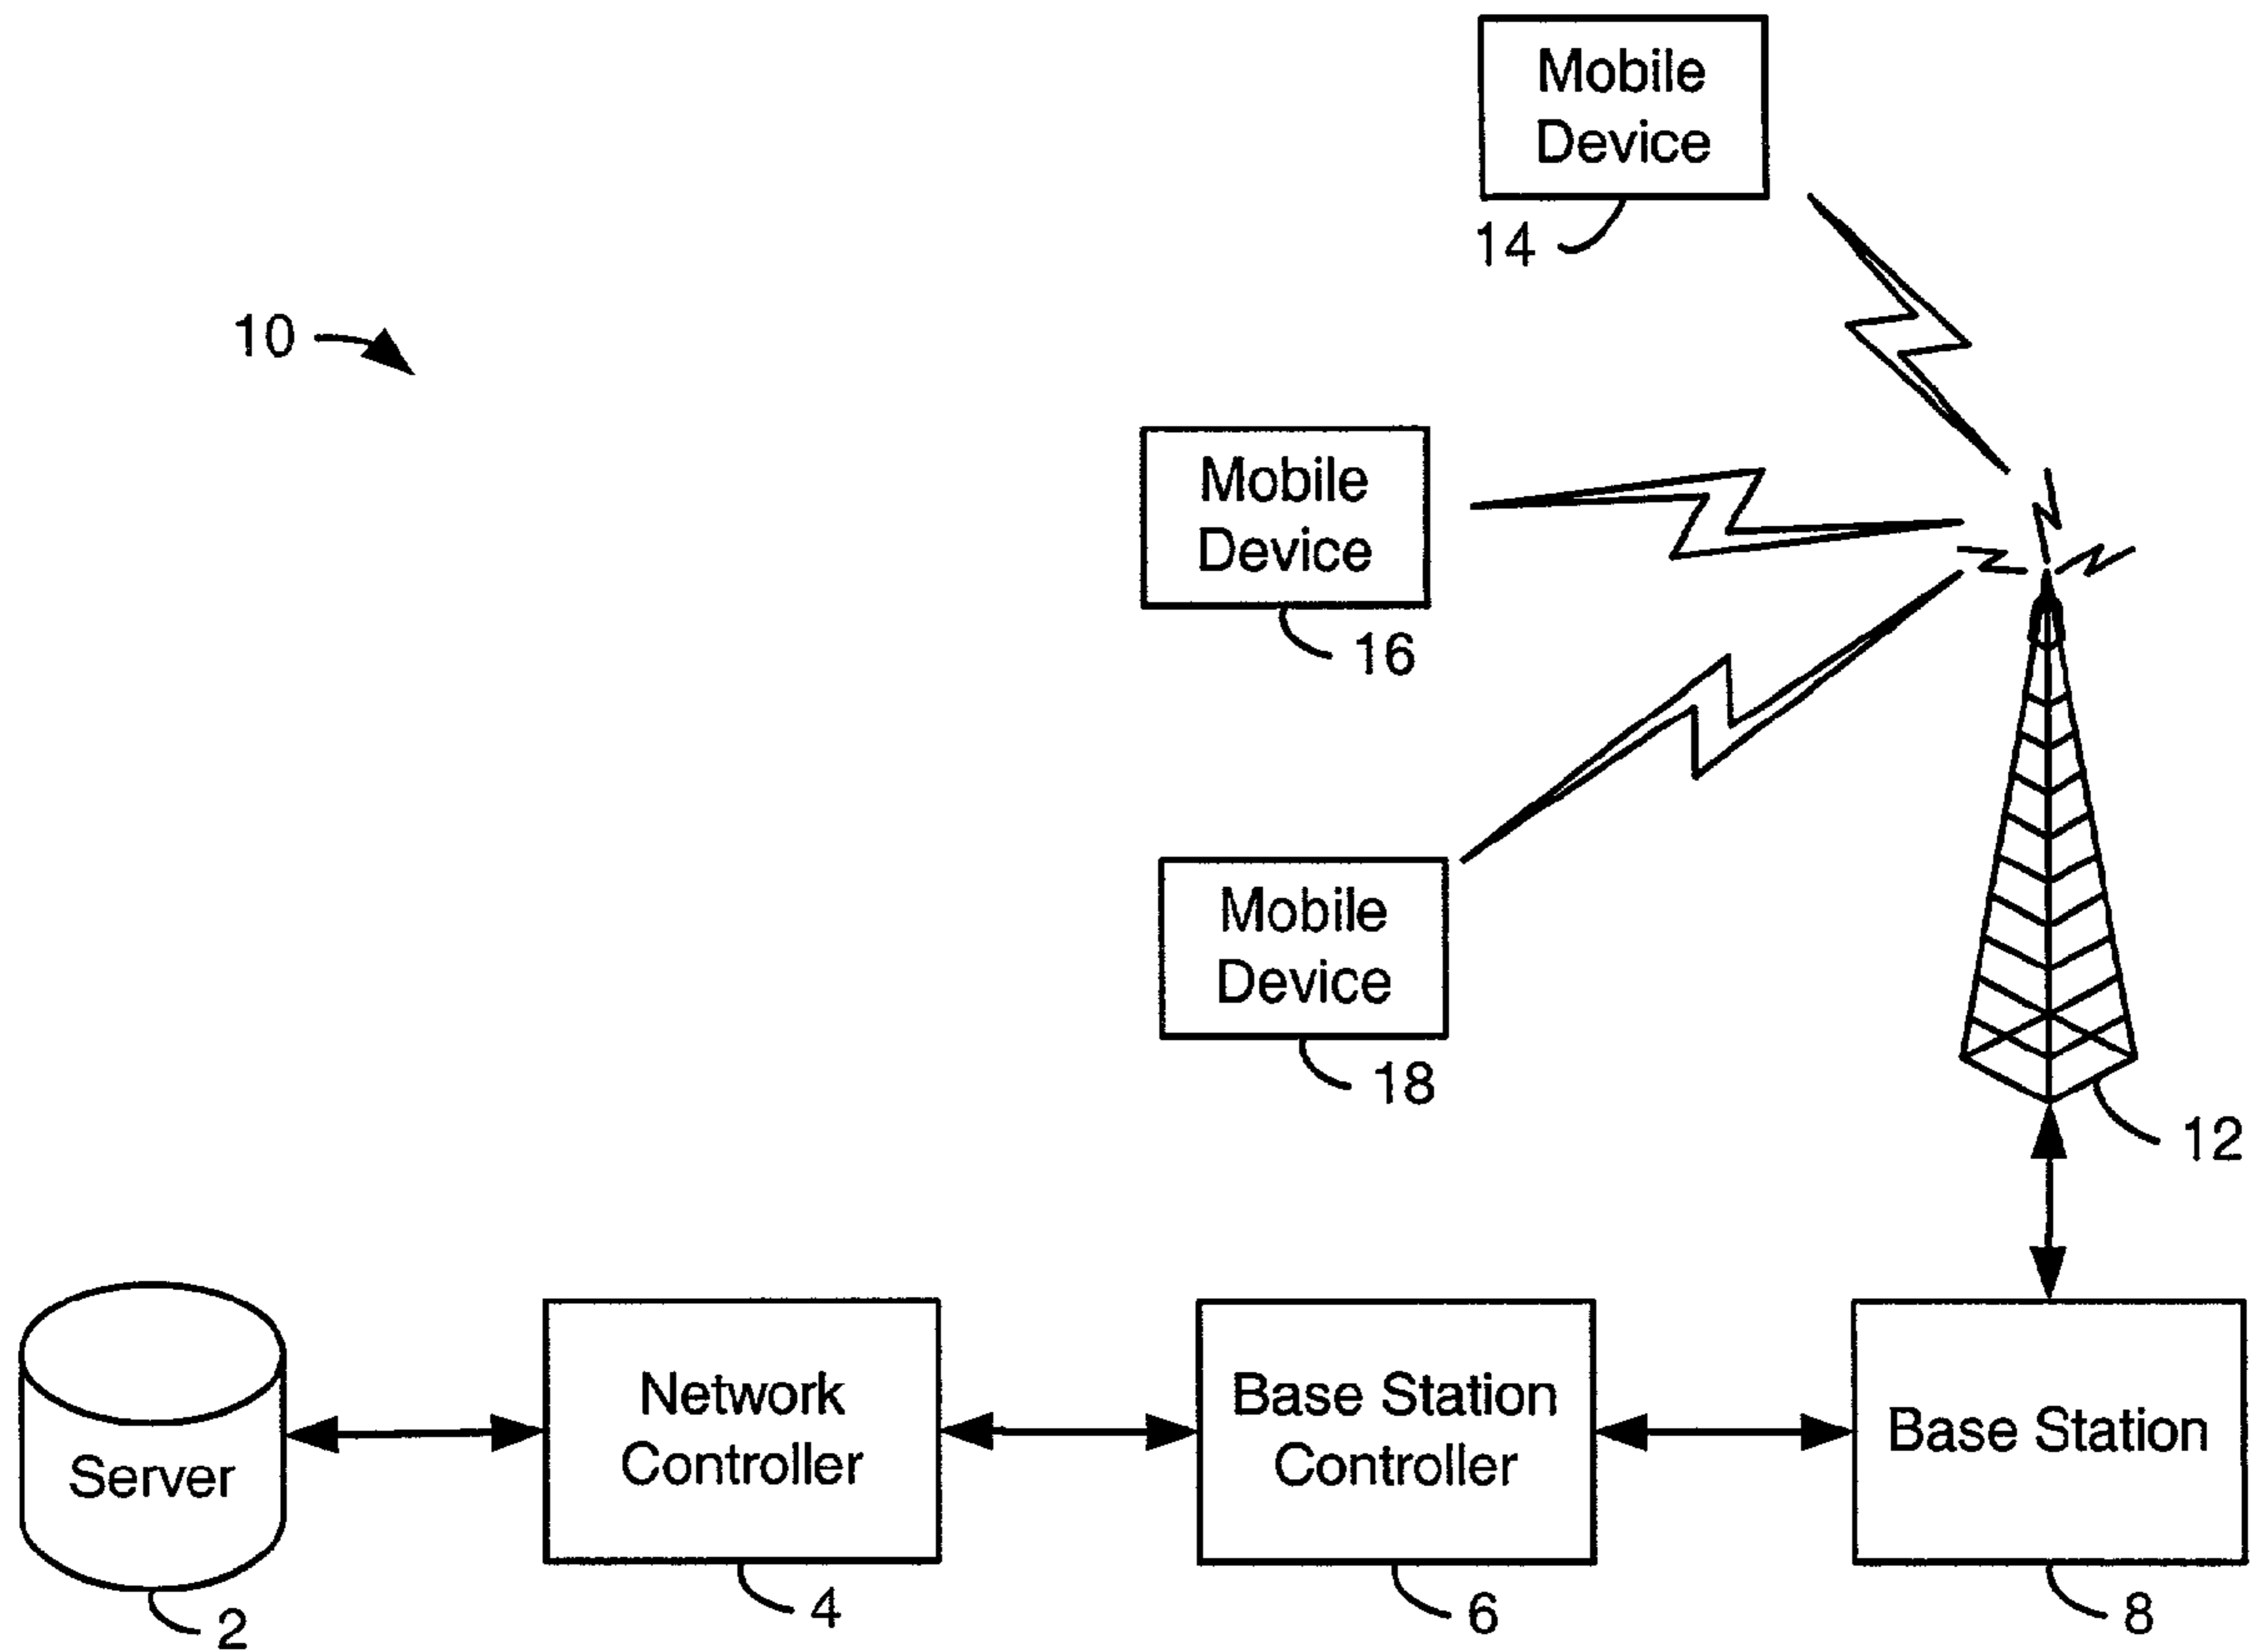 Mobile
Device
14
10
Mobile
Device
16
Mobile
Device
18
12
Server
2
Network
Controller
4
Base Station
Controller
6
Base Station
8